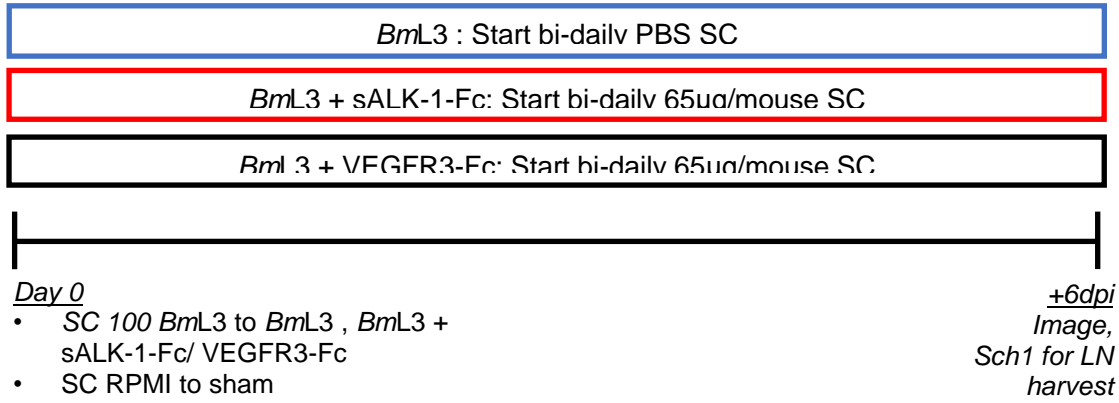 BmL3 : Start bi-daily PBS SC
BmL3 + sALK-1-Fc: Start bi-daily 65ug/mouse SC
BmL3 + VEGFR3-Fc: Start bi-daily 65ug/mouse SC
Day 0
• SC 100 BmL3 to BmL3 , BmL3 +
sALK-1-Fc/ VEGFR3-Fc
• SC RPMI to sham
+6dpi
Image,
Sch1 for LN
harvest